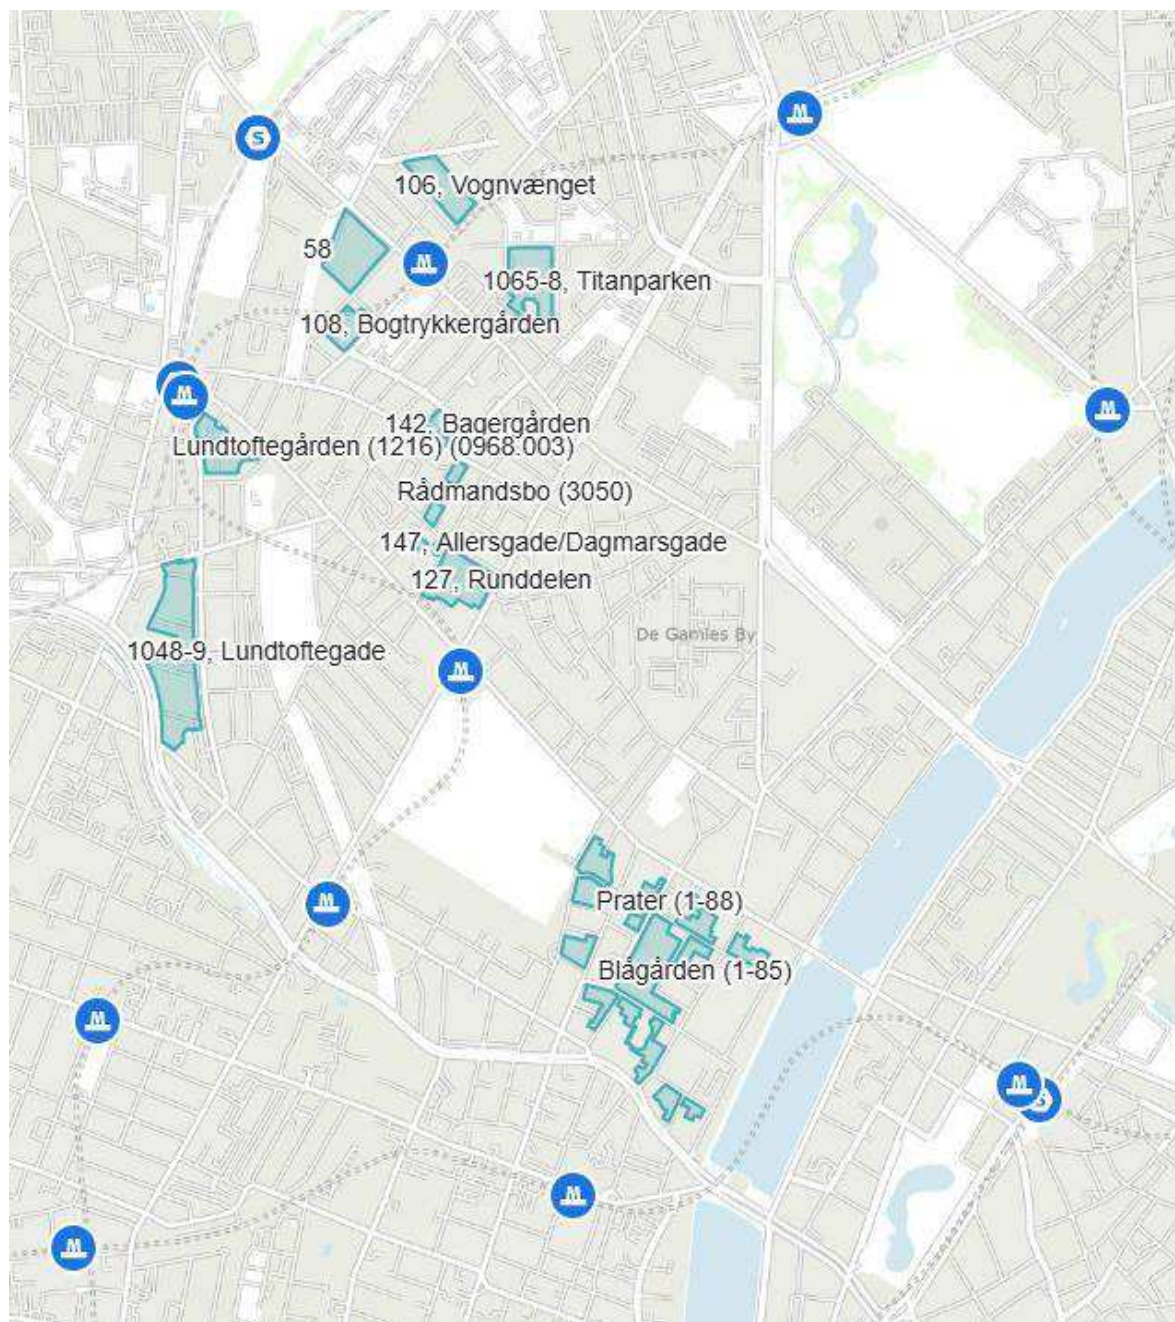 S
M
106, Vognvænget
58
M
1065-8, Titanparken
108, Bogtrykkergården
M
M
142, Bagergården
Lundtoftegården (1216) (0968.003)
Rådmandsbo (3050)
147, Allersgade/Dagmarsgade
127, Runddelen
De Gamles By
1048-9, Lundtoftegade
M
Prater (1-88)
M
Blågården (1-85)
M
M
S
M
M